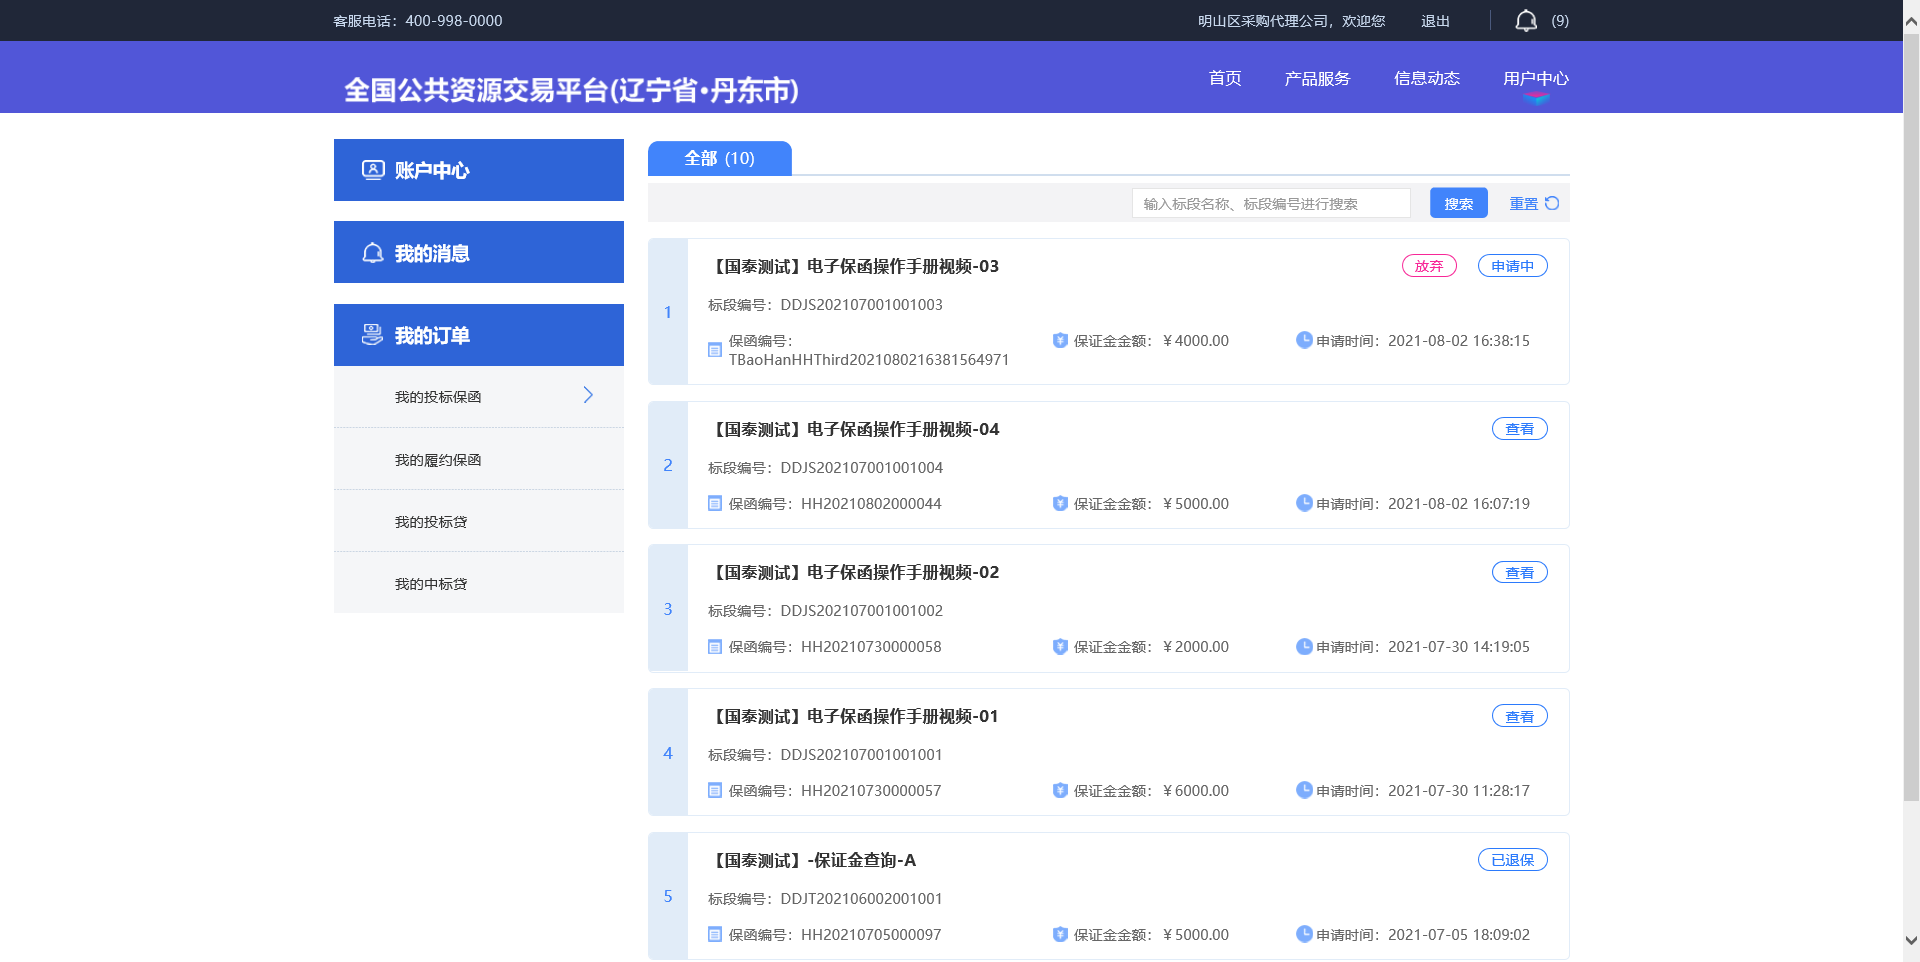 客服电话：400-998-0000
明山区采购代理公司，欢迎您 退出 (9)
全国公共资源交易平台(辽宁省·丹东市)
首页 产品服务 信息动态 用户中心
账户中心
我的消息
我的订单
我的投标保函
我的履约保函
我的投标贷
我的中标贷
全部 (10)
输入标段名称、标段编号进行搜索 搜索 重置
1
【国泰测试】电子保函操作手册视频-03 放弃 申请中
标段编号：DDJS202107001001003
保函编号：
TBaoHanHHThird2021080216381564971
保证金金额：￥4000.00 申请时间：2021-08-02 16:38:15
2
【国泰测试】电子保函操作手册视频-04 查看
标段编号：DDJS202107001001004
保函编号：HH20210802000044 保证金金额：￥5000.00 申请时间：2021-08-02 16:07:19
3
【国泰测试】电子保函操作手册视频-02 查看
标段编号：DDJS202107001001002
保函编号：HH20210730000058 保证金金额：￥2000.00 申请时间：2021-07-30 14:19:05
4
【国泰测试】电子保函操作手册视频-01 查看
标段编号：DDJS202107001001001
保函编号：HH20210730000057 保证金金额：￥6000.00 申请时间：2021-07-30 11:28:17
5
【国泰测试】-保证金查询-A 已退保
标段编号：DDJT202106002001001
保函编号：HH20210705000097 保证金金额：￥5000.00 申请时间：2021-07-05 18:09:02